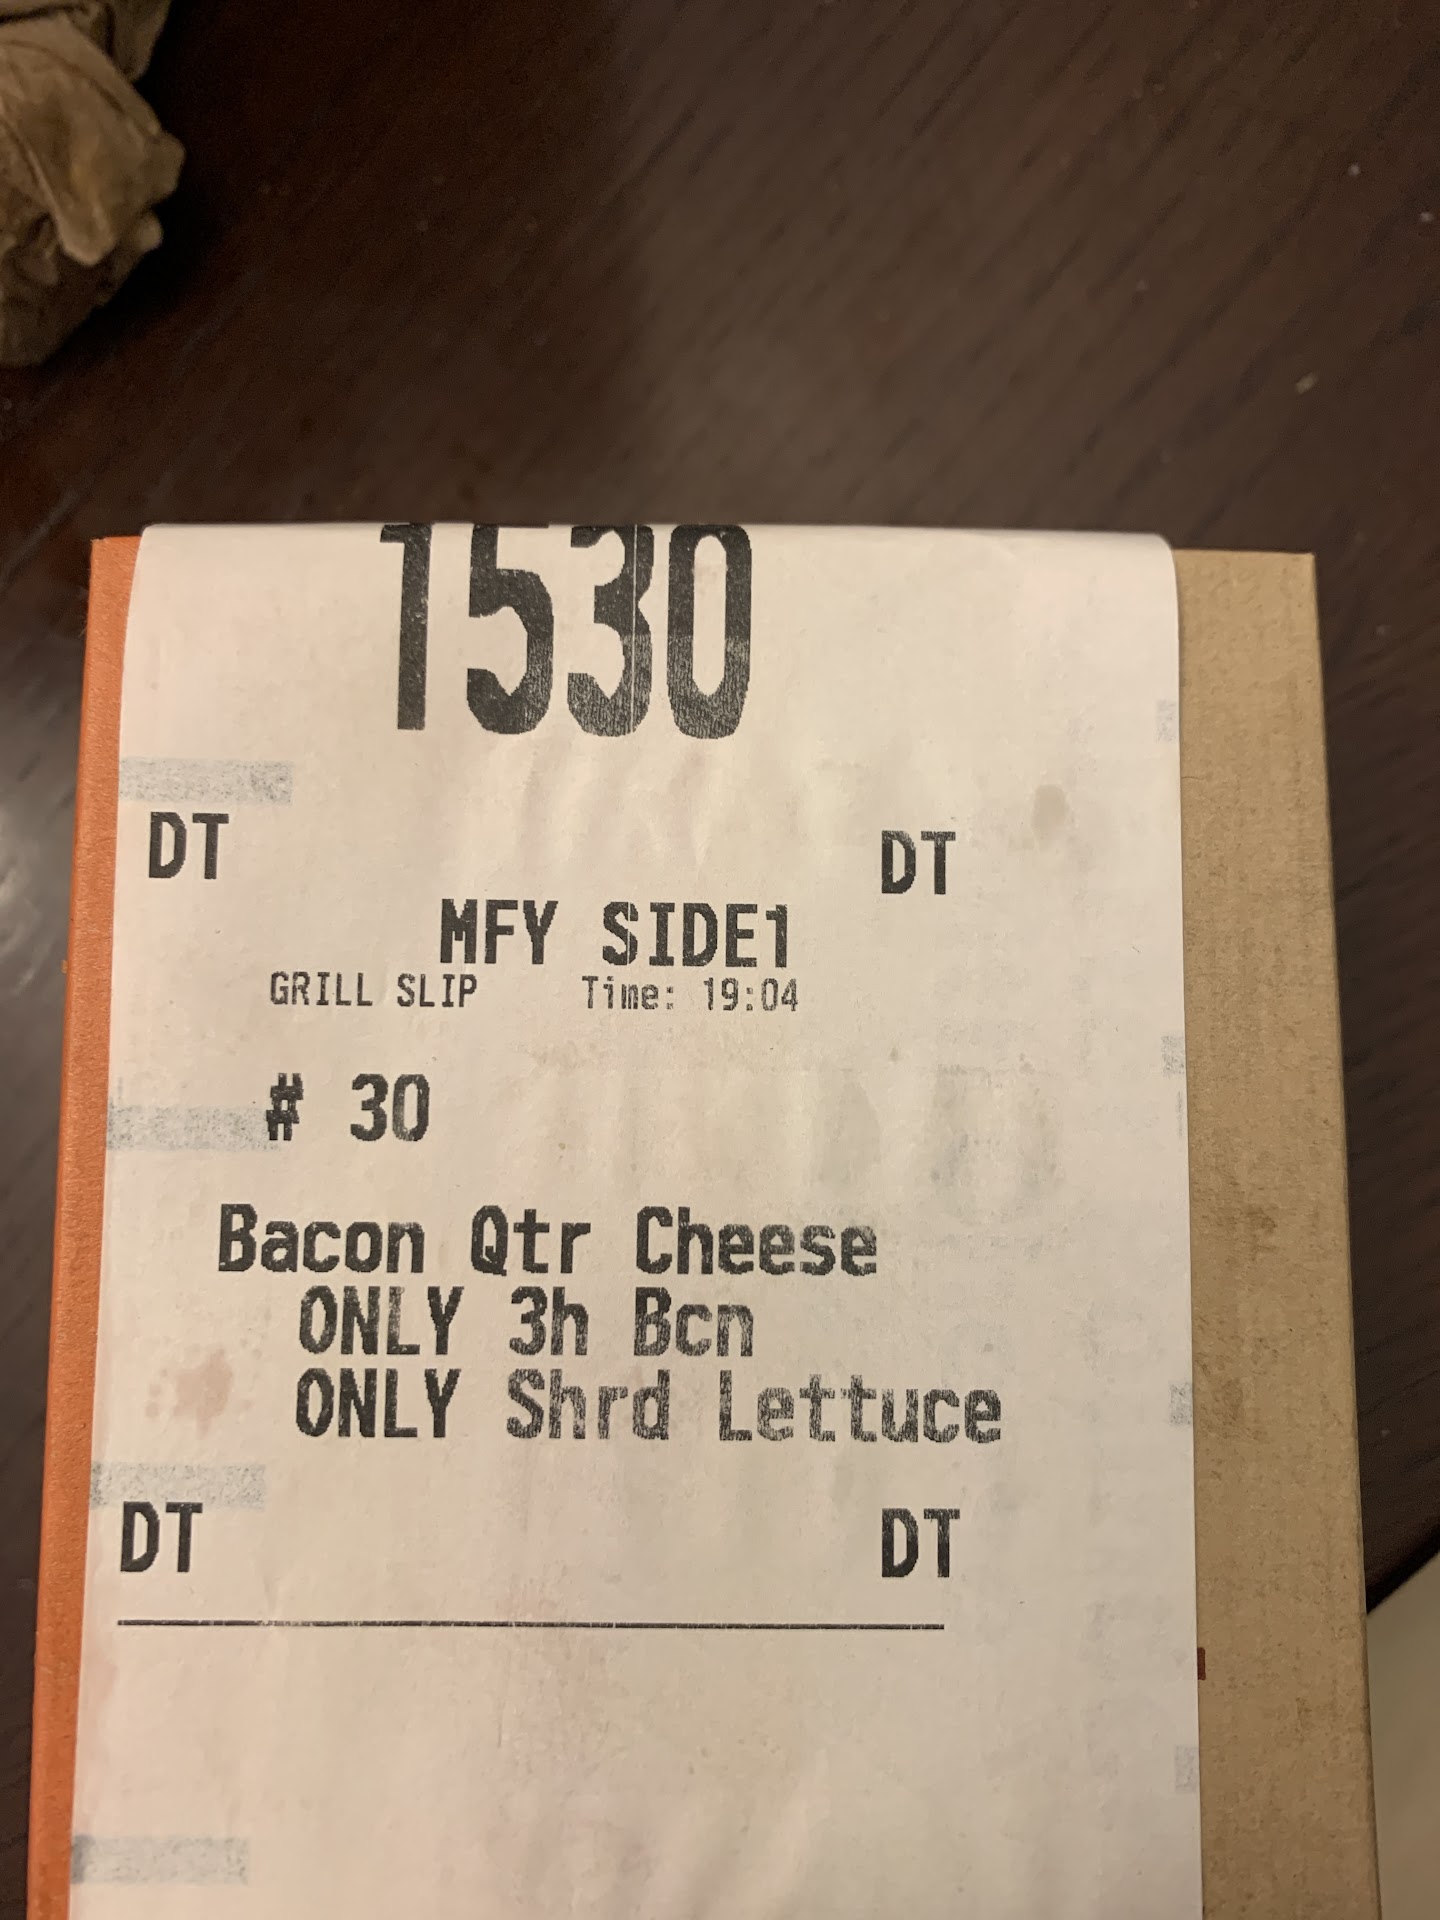 1530
DT DT
MFY SIDE1
GRILL SLIP Time: 19:04
# 30
Bacon Qtr Cheese
ONLY 3h Bcn
ONLY Shrd Lettuce
DT DT